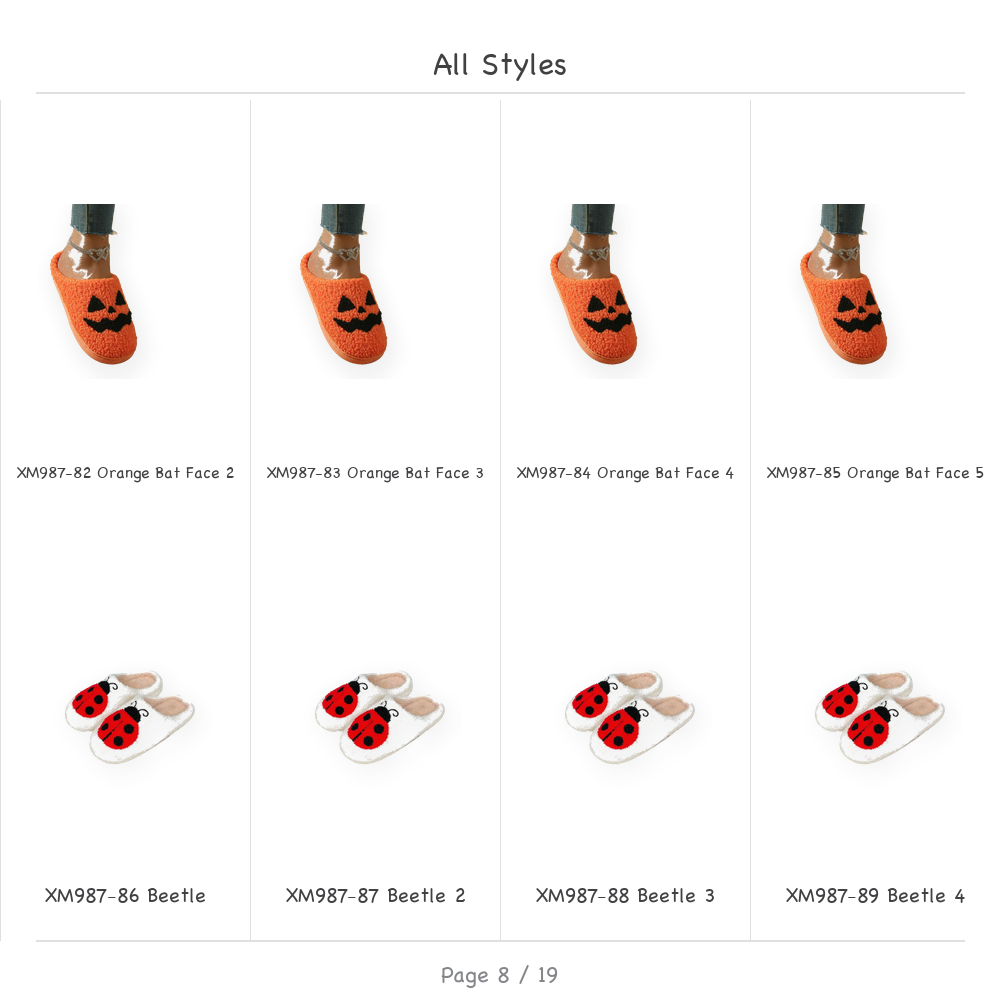 All Styles
XM987-82 Orange Bat Face 2
XM987-83 Orange Bat Face 3
XM987-84 Orange Bat Face 4
XM987-85 Orange Bat Face 5
XM987-86 Beetle
XM987-87 Beetle 2
XM987-88 Beetle 3
XM987-89 Beetle 4
Page 8 / 19